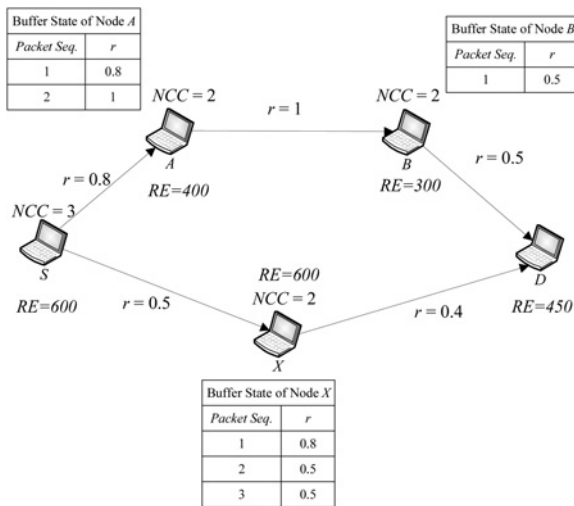 Buffer State of Node A
Packet Seq. r
1 0.8
2 1
Buffer State of Node B
Packet Seq. r
1 0.5
NCC = 2
r = 1
NCC = 2
A
B
r = 0.8
RE=400
RE=300
r = 0.5
NCC = 3
S
D
RE=600
r = 0.5
RE=600
NCC = 2
r = 0.4
RE=450
X
Buffer State of Node X
Packet Seq. r
1 0.8
2 0.5
3 0.5